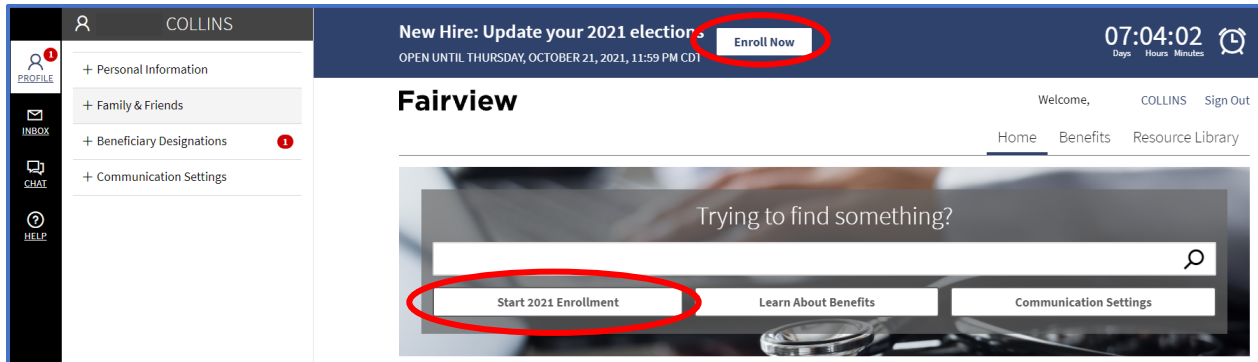 COLLINS
1
PROFILE
INBOX
CHAT
HELP
+ Personal Information
+ Family & Friends
+ Beneficiary Designations 1
+ Communication Settings
New Hire: Update your 2021 elections
OPEN UNTIL THURSDAY, OCTOBER 21, 2021, 11:59 PM CDT
Enroll Now
07:04:02
Days Hours Minutes
Fairview
Welcome, COLLINS Sign Out
Home Benefits Resource Library
Trying to find something?
Start 2021 Enrollment Learn About Benefits Communication Settings